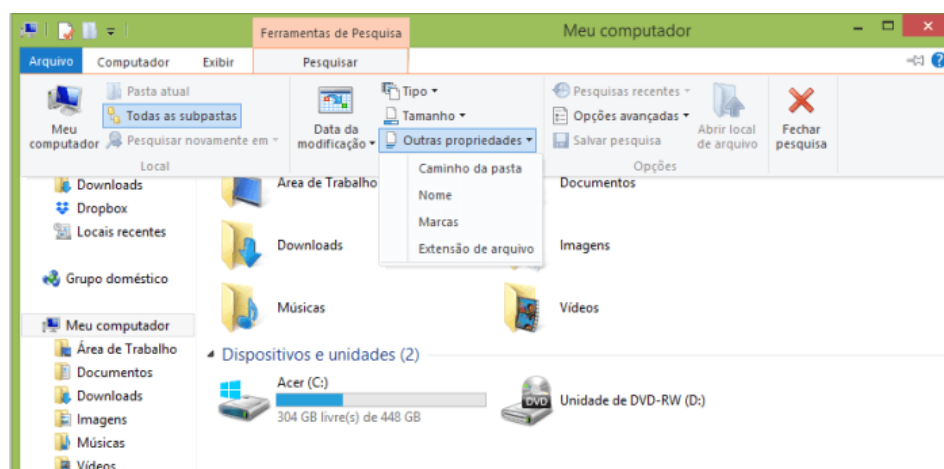 Ferramentas de Pesquisa
Meu computador
Arquivo
Computador
Exibir
Pesquisar
Meu computador
Pasta atual
Todas as subpastas
Pesquisar novamente em
Local
Data da modificação
Tipo
Tamanho
Outras propriedades
Caminho da pasta
Nome
Marcas
Extensão de arquivo
Pesquisas recentes
Opções avançadas
Salvar pesquisa
Abrir local de arquivo
Opções
Fechar pesquisa
Downloads
Dropbox
Locais recentes
Grupo doméstico
Meu computador
Área de Trabalho
Documentos
Downloads
Imagens
Músicas
Vídeos
Área de Trabalho
Documentos
Downloads
Imagens
Músicas
Vídeos
Dispositivos e unidades (2)
Acer (C:)
304 GB livre(s) de 448 GB
DVD
Unidade de DVD-RW (D:)